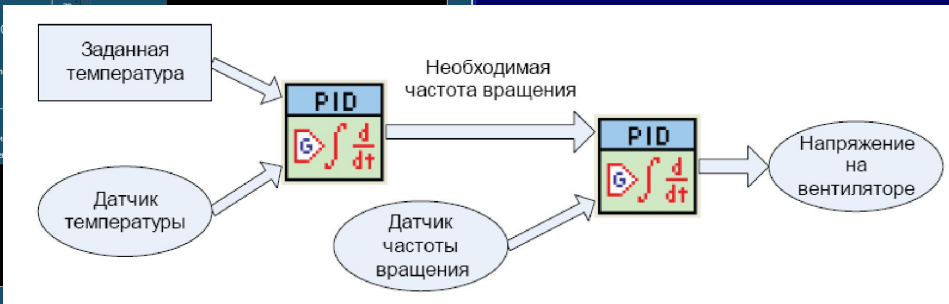 Заданная
температура
Необходимая
частота вращения
PID
G
d
dt
PID
G
d
dt
Напряжение
на
вентиляторе
Датчик
температуры
Датчик
частоты
вращения